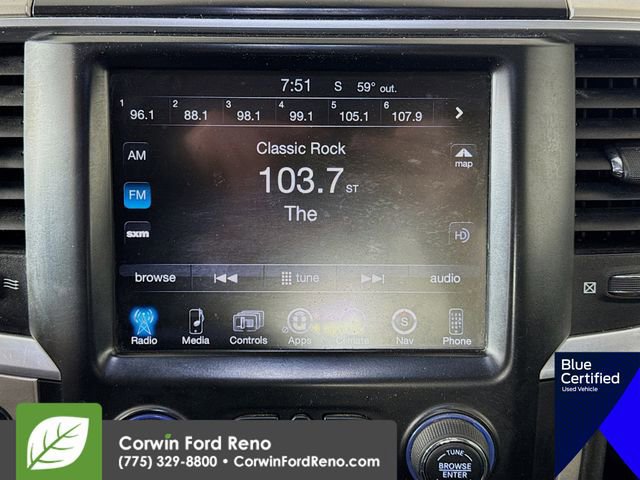 7:51 S 59° out.
1 96.1 2 88.1 3 98.1 4 99.1 5 105.1 6 107.9
AM Classic Rock map
FM 103.7 ST
The
sxm HD
browse tune audio
Radio Media Controls Apps Climate Nav Phone
Blue
Certified
Used Vehicle
Corwin Ford Reno
(775) 329-8800 • CorwinFordReno.com
TUNE
BROWSE
ENTER